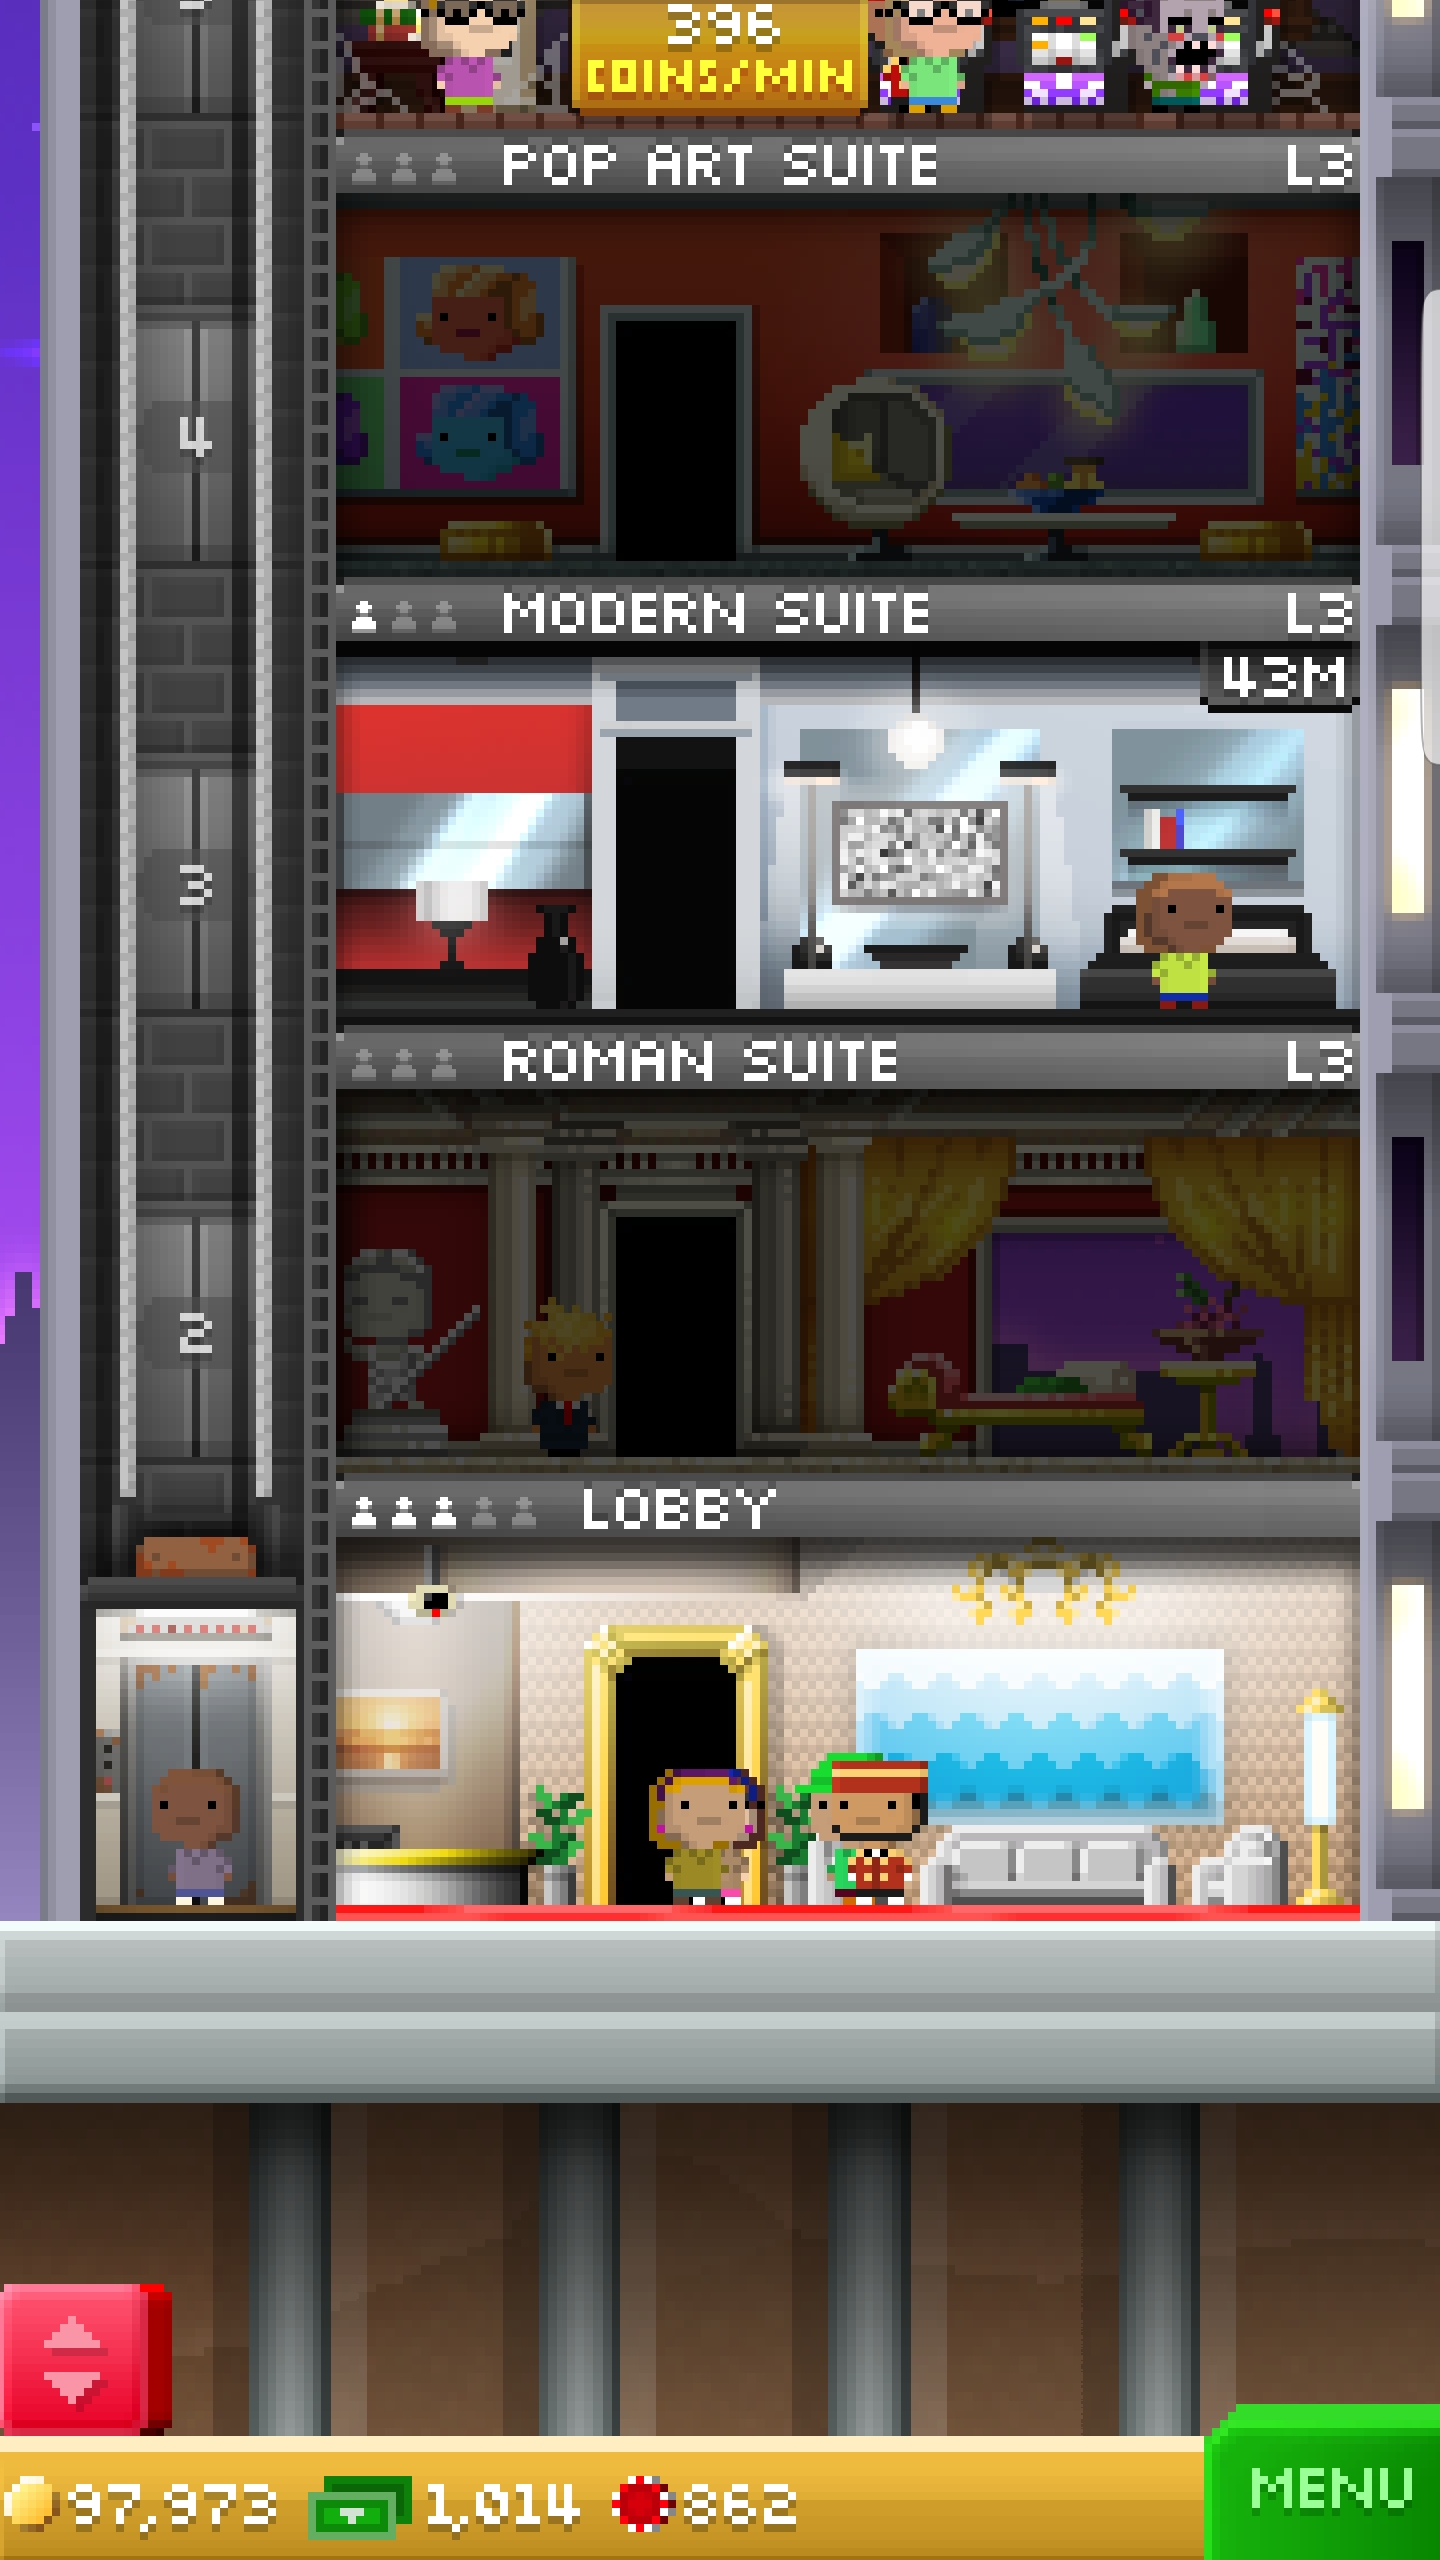 396
COINS/MIN
POP ART SUITE L3
4
MODERN SUITE L3
43M
3
ROMAN SUITE L3
2
LOBBY
MENU
97,973 1,014 862